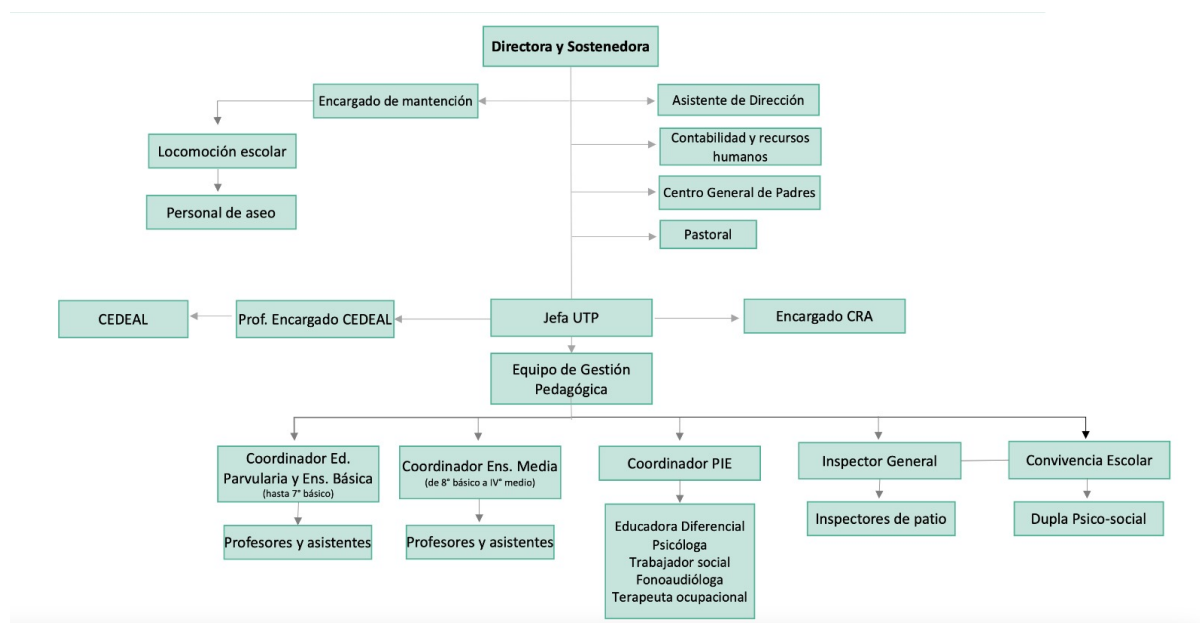 Directora y Sostenedora
Encargado de mantención
Asistente de Dirección
Locomoción escolar
Contabilidad y recursos
humanos
Personal de aseo
Centro General de Padres
Pastoral
CEDEAL
Prof. Encargado CEDEAL
Jefa UTP
Encargado CRA
Equipo de Gestión
Pedagógica
Coordinador Ed.
Parvularia y Ens. Básica
(hasta 7° básico)
Coordinador Ens. Media
(de 8° básico a IV° medio)
Coordinador PIE
Inspector General
Convivencia Escolar
Profesores y asistentes
Profesores y asistentes
Educadora Diferencial
Psicóloga
Trabajador social
Fonoaudióloga
Terapeuta ocupacional
Inspectores de patio
Dupla Psico-social